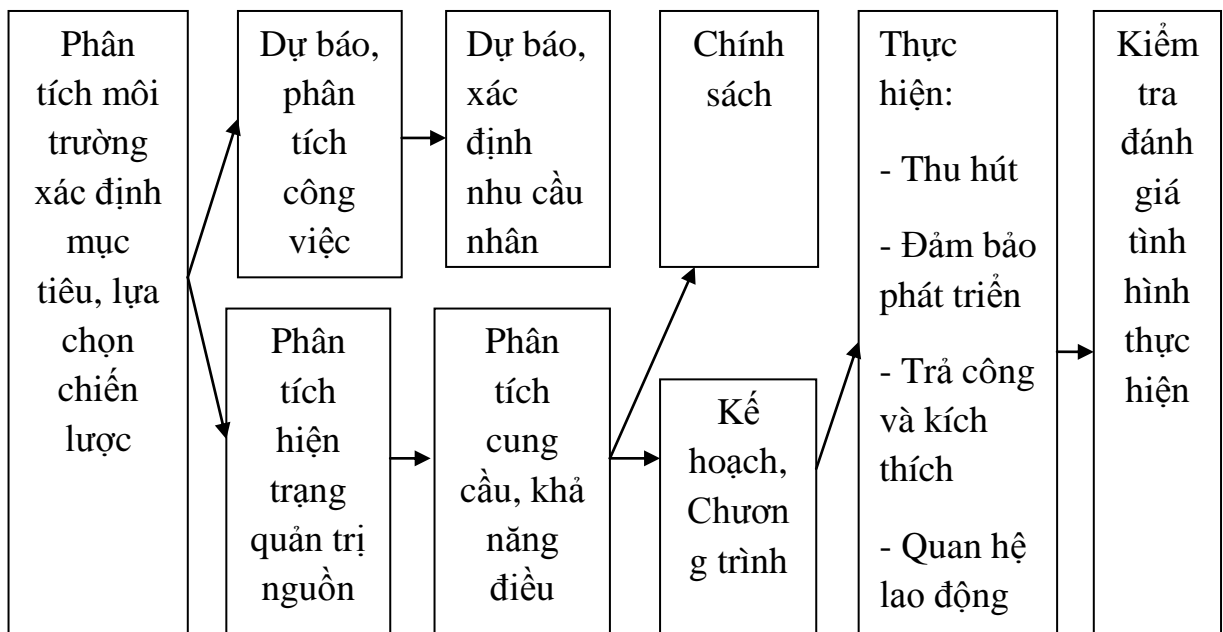 Phân
tích môi
trường
xác định
mục
tiêu, lựa
chọn
chiến
lược
Dự báo,
phân
tích
công
việc
Dự báo,
xác
định
nhu cầu
nhân
Phân
tích
hiện
trạng
quản trị
nguồn
Phân
tích
cung
cầu, khả
năng
điều
Chính
sách
Kế
hoạch,
Chươn
g trình
Thực
hiện:
- Thu hút
- Đảm bảo
phát triển
- Trả công
và kích
thích
- Quan hệ
lao động
Kiểm
tra
đánh
giá
tình
hình
thực
hiện